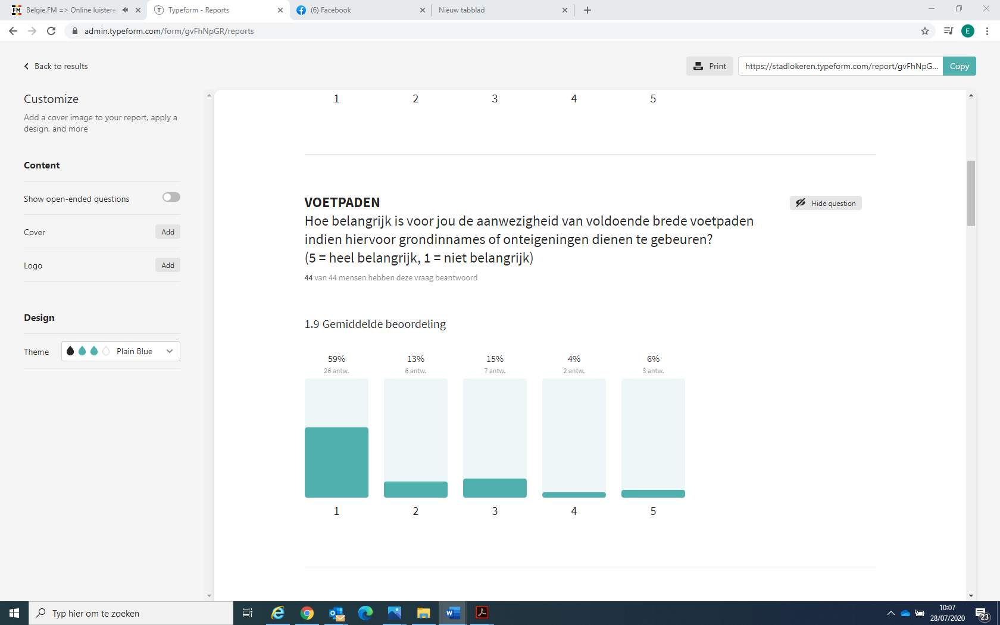 Belgie.FM => Online luistere
Typeform - Reports
(6) Facebook
Nieuw tabblad
admin.typeform.com/form/gvFhNpGR/reports
E
Back to results
Print
https://stadlokeren.typeform.com/report/gvFhNpG...
Copy
Customize
Add a cover image to your report, apply a
design, and more
Content
Show open-ended questions
Cover
Add
Logo
Add
Design
Theme
Plain Blue
1 2 3 4 5
VOETPADEN
Hide question
Hoe belangrijk is voor jou de aanwezigheid van voldoende brede voetpaden
indien hiervoor grondinnames of onteigeningen dienen te gebeuren?
(5 = heel belangrijk, 1 = niet belangrijk)
44 van 44 mensen hebben deze vraag beantwoord
1.9 Gemiddelde beoordeling
59% 13% 15% 4% 6%
26 antw. 6 antw. 7 antw. 2 antw. 3 antw.
1 2 3 4 5
Typ hier om te zoeken
10:07
28/07/2020
23